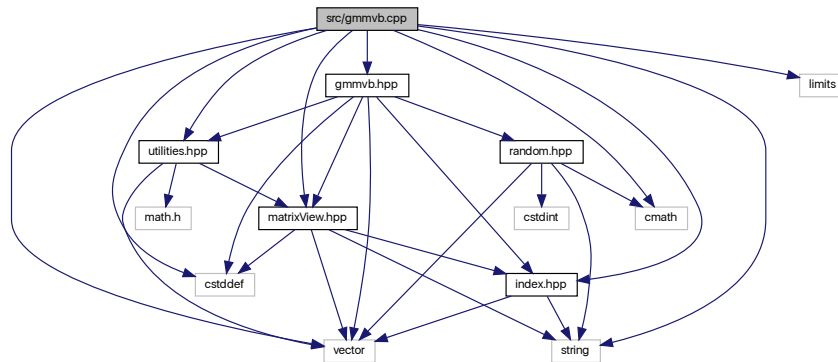 src/gmmvb.cpp
gmmvb.hpp
limits
utilities.hpp
random.hpp
math.h
matrixView.hpp
cstdint
cmath
cstddef
index.hpp
vector
string